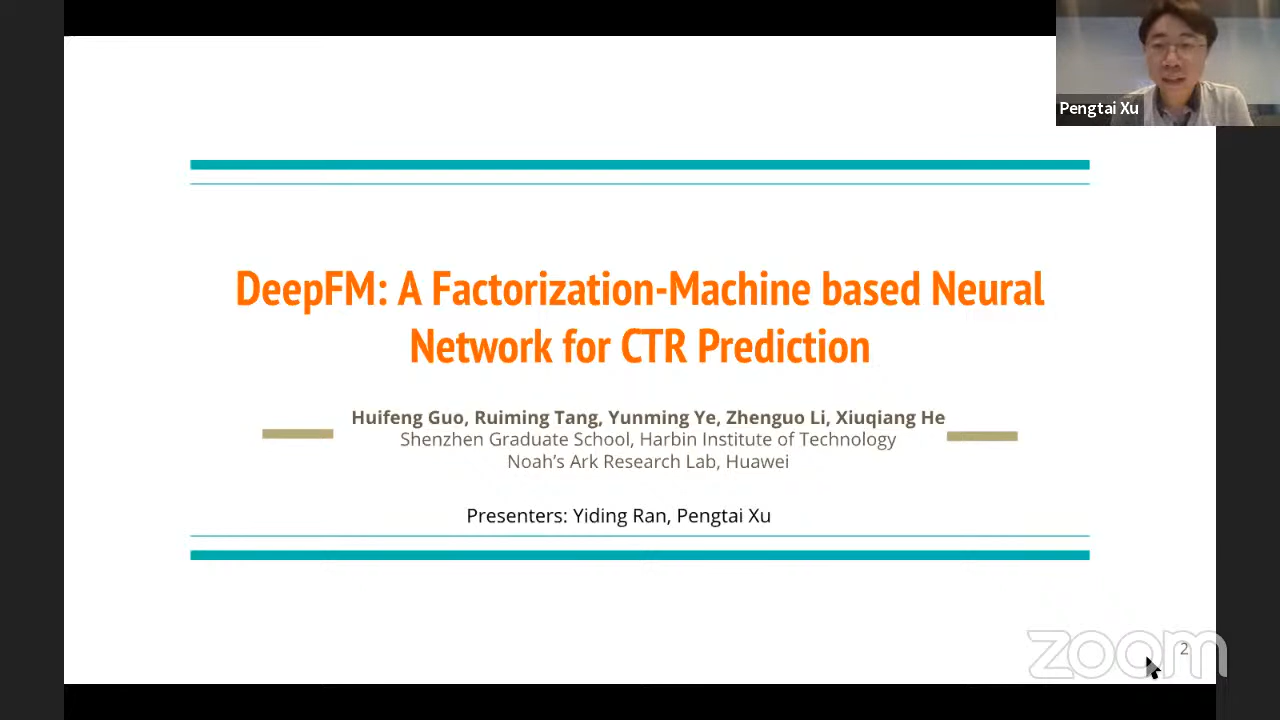 Pengtai Xu
DeepFM: A Factorization-Machine based Neural
Network for CTR Prediction
Huifeng Guo, Ruiming Tang, Yunming Ye, Zhenguo Li, Xiuqiang He
Shenzhen Graduate School, Harbin Institute of Technology
Noah’s Ark Research Lab, Huawei
Presenters: Yiding Ran, Pengtai Xu
zoom
2